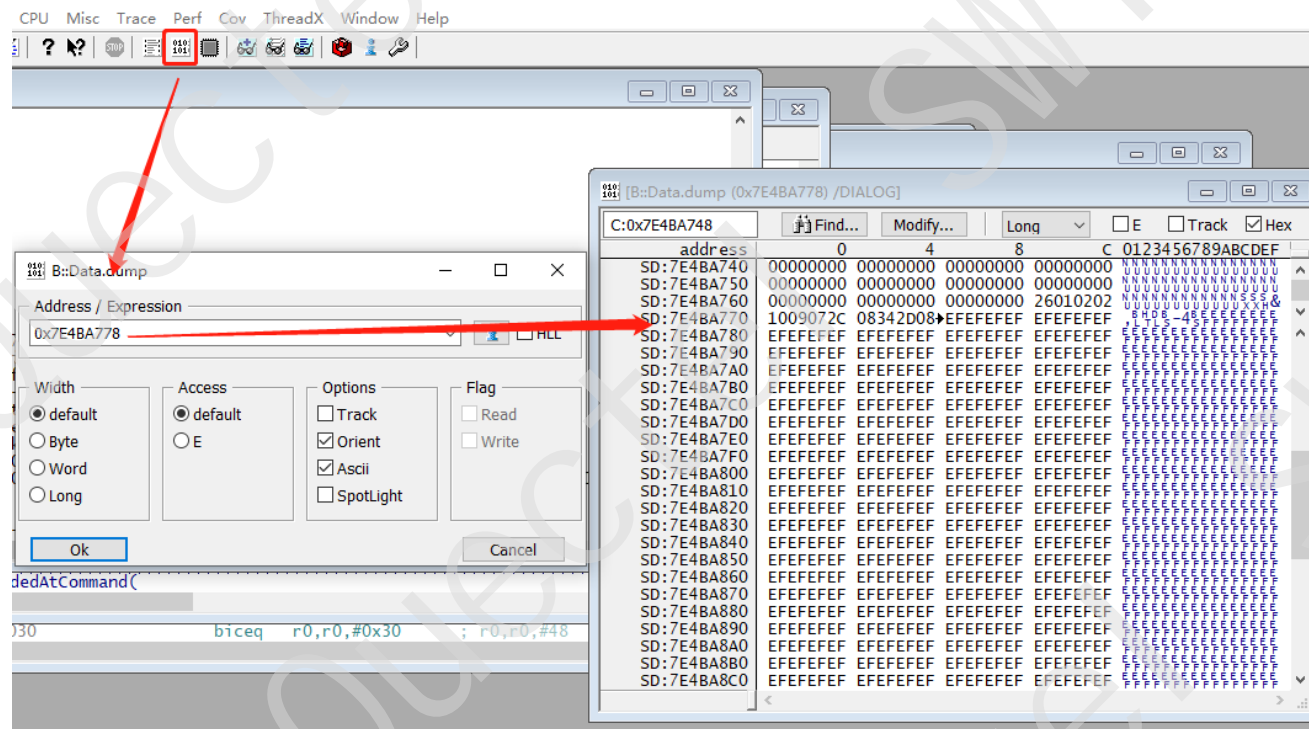 CPU Misc Trace Perf Cov ThreadX Window Help
STOP
[B::Data.dump (0x7E4BA778) /DIALOG]
C:0x7E4BA748 Find... Modify... Long E Track Hex
address 0 4 8 C 0123456789ABCDEF
SD:7E4BA740 00000000 00000000 00000000 00000000
SD:7E4BA750 00000000 00000000 00000000 00000000
SD:7E4BA760 00000000 00000000 00000000 26010202
SD:7E4BA770 1009072C 08342D08 EFEFEFEF EFEFEFEF
SD:7E4BA780 EFEFEFEF EFEFEFEF EFEFEFEF EFEFEFEF
SD:7E4BA790 EFEFEFEF EFEFEFEF EFEFEFEF EFEFEFEF
SD:7E4BA7A0 EFEFEFEF EFEFEFEF EFEFEFEF EFEFEFEF
SD:7E4BA7B0 EFEFEFEF EFEFEFEF EFEFEFEF EFEFEFEF
SD:7E4BA7C0 EFEFEFEF EFEFEFEF EFEFEFEF EFEFEFEF
SD:7E4BA7D0 EFEFEFEF EFEFEFEF EFEFEFEF EFEFEFEF
SD:7E4BA7E0 EFEFEFEF EFEFEFEF EFEFEFEF EFEFEFEF
SD:7E4BA7F0 EFEFEFEF EFEFEFEF EFEFEFEF EFEFEFEF
SD:7E4BA800 EFEFEFEF EFEFEFEF EFEFEFEF EFEFEFEF
SD:7E4BA810 EFEFEFEF EFEFEFEF EFEFEFEF EFEFEFEF
SD:7E4BA820 EFEFEFEF EFEFEFEF EFEFEFEF EFEFEFEF
SD:7E4BA830 EFEFEFEF EFEFEFEF EFEFEFEF EFEFEFEF
SD:7E4BA840 EFEFEFEF EFEFEFEF EFEFEFEF EFEFEFEF
SD:7E4BA850 EFEFEFEF EFEFEFEF EFEFEFEF EFEFEFEF
SD:7E4BA860 EFEFEFEF EFEFEFEF EFEFEFEF EFEFEFEF
SD:7E4BA870 EFEFEFEF EFEFEFEF EFEFEFEF EFEFEFEF
SD:7E4BA880 EFEFEFEF EFEFEFEF EFEFEFEF EFEFEFEF
SD:7E4BA890 EFEFEFEF EFEFEFEF EFEFEFEF EFEFEFEF
SD:7E4BA8A0 EFEFEFEF EFEFEFEF EFEFEFEF EFEFEFEF
SD:7E4BA8B0 EFEFEFEF EFEFEFEF EFEFEFEF EFEFEFEF
SD:7E4BA8C0 EFEFEFEF EFEFEFEF EFEFEFEF EFEFEFEF
B::Data.dump
Address / Expression
0x7E4BA778 HLL
Width Access Options Flag
default default Track Read
Byte E Orient Write
Word Ascii
Long SpotLight
Ok Cancel
dedAtCommand(
030 biceq r0,r0,#0x30 ; r0,r0,#48